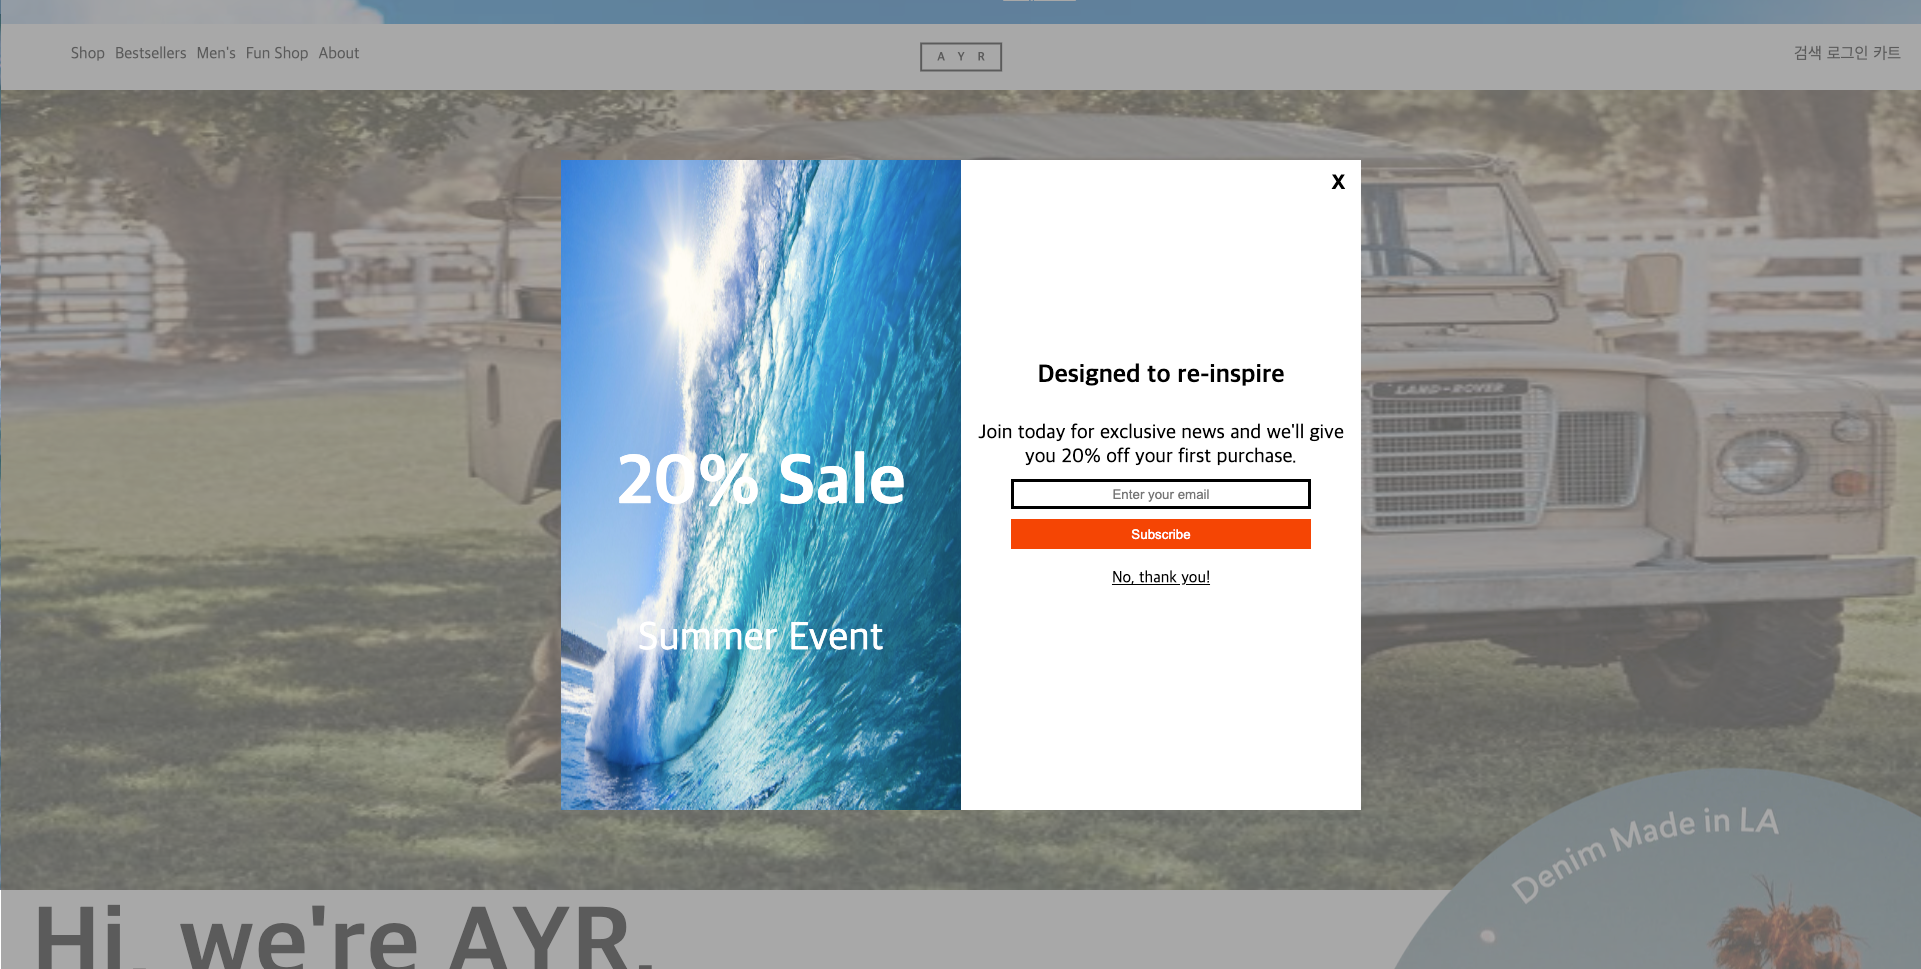 Shop Bestsellers Men's Fun Shop About
A Y R
검색 로그인 카트
X
20% Sale
Summer Event
Designed to re-inspire
Join today for exclusive news and we'll give
you 20% off your first purchase.
Enter your email
Subscribe
No, thank you!
LAND-ROVER
Denim Made in LA
Hi, we're AYR.